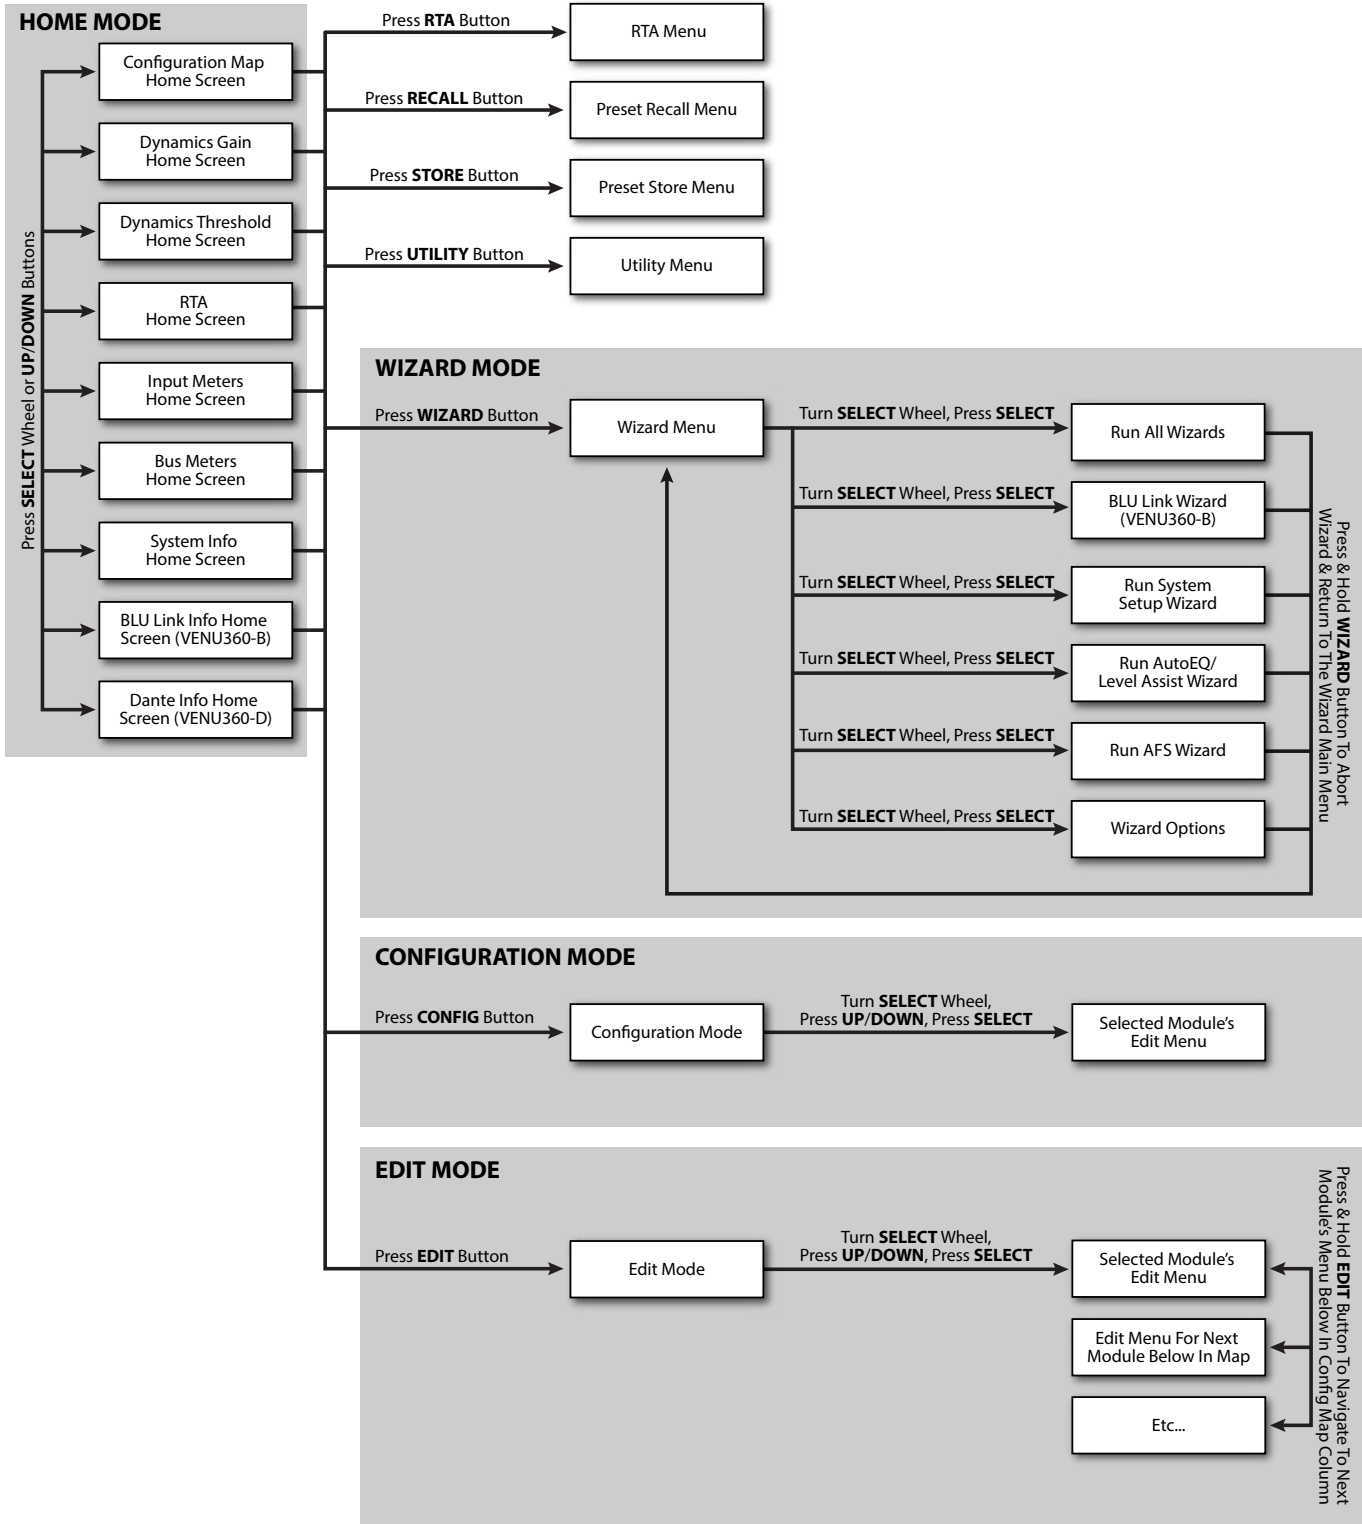 HOME MODE
Press SELECT Wheel or UP/DOWN Buttons
Configuration Map
Home Screen
Dynamics Gain
Home Screen
Dynamics Threshold
Home Screen
RTA
Home Screen
Input Meters
Home Screen
Bus Meters
Home Screen
System Info
Home Screen
BLU Link Info Home
Screen (VENU360-B)
Dante Info Home
Screen (VENU360-D)
Press RTA Button
RTA Menu
Press RECALL Button
Preset Recall Menu
Press STORE Button
Preset Store Menu
Press UTILITY Button
Utility Menu
WIZARD MODE
Press WIZARD Button
Wizard Menu
Turn SELECT Wheel, Press SELECT
Run All Wizards
Turn SELECT Wheel, Press SELECT
BLU Link Wizard
(VENU360-B)
Turn SELECT Wheel, Press SELECT
Run System
Setup Wizard
Turn SELECT Wheel, Press SELECT
Run AutoEQ/
Level Assist Wizard
Turn SELECT Wheel, Press SELECT
Run AFS Wizard
Turn SELECT Wheel, Press SELECT
Wizard Options
Press & Hold WIZARD Button To Abort
Wizard & Return To The Wizard Main Menu
CONFIGURATION MODE
Press CONFIG Button
Configuration Mode
Turn SELECT Wheel,
Press UP/DOWN, Press SELECT
Selected Module's
Edit Menu
EDIT MODE
Press EDIT Button
Edit Mode
Turn SELECT Wheel,
Press UP/DOWN, Press SELECT
Selected Module's
Edit Menu
Edit Menu For Next
Module Below In Map
Etc...
Press & Hold EDIT Button To Navigate To Next
Module's Menu Below In Config Map Column